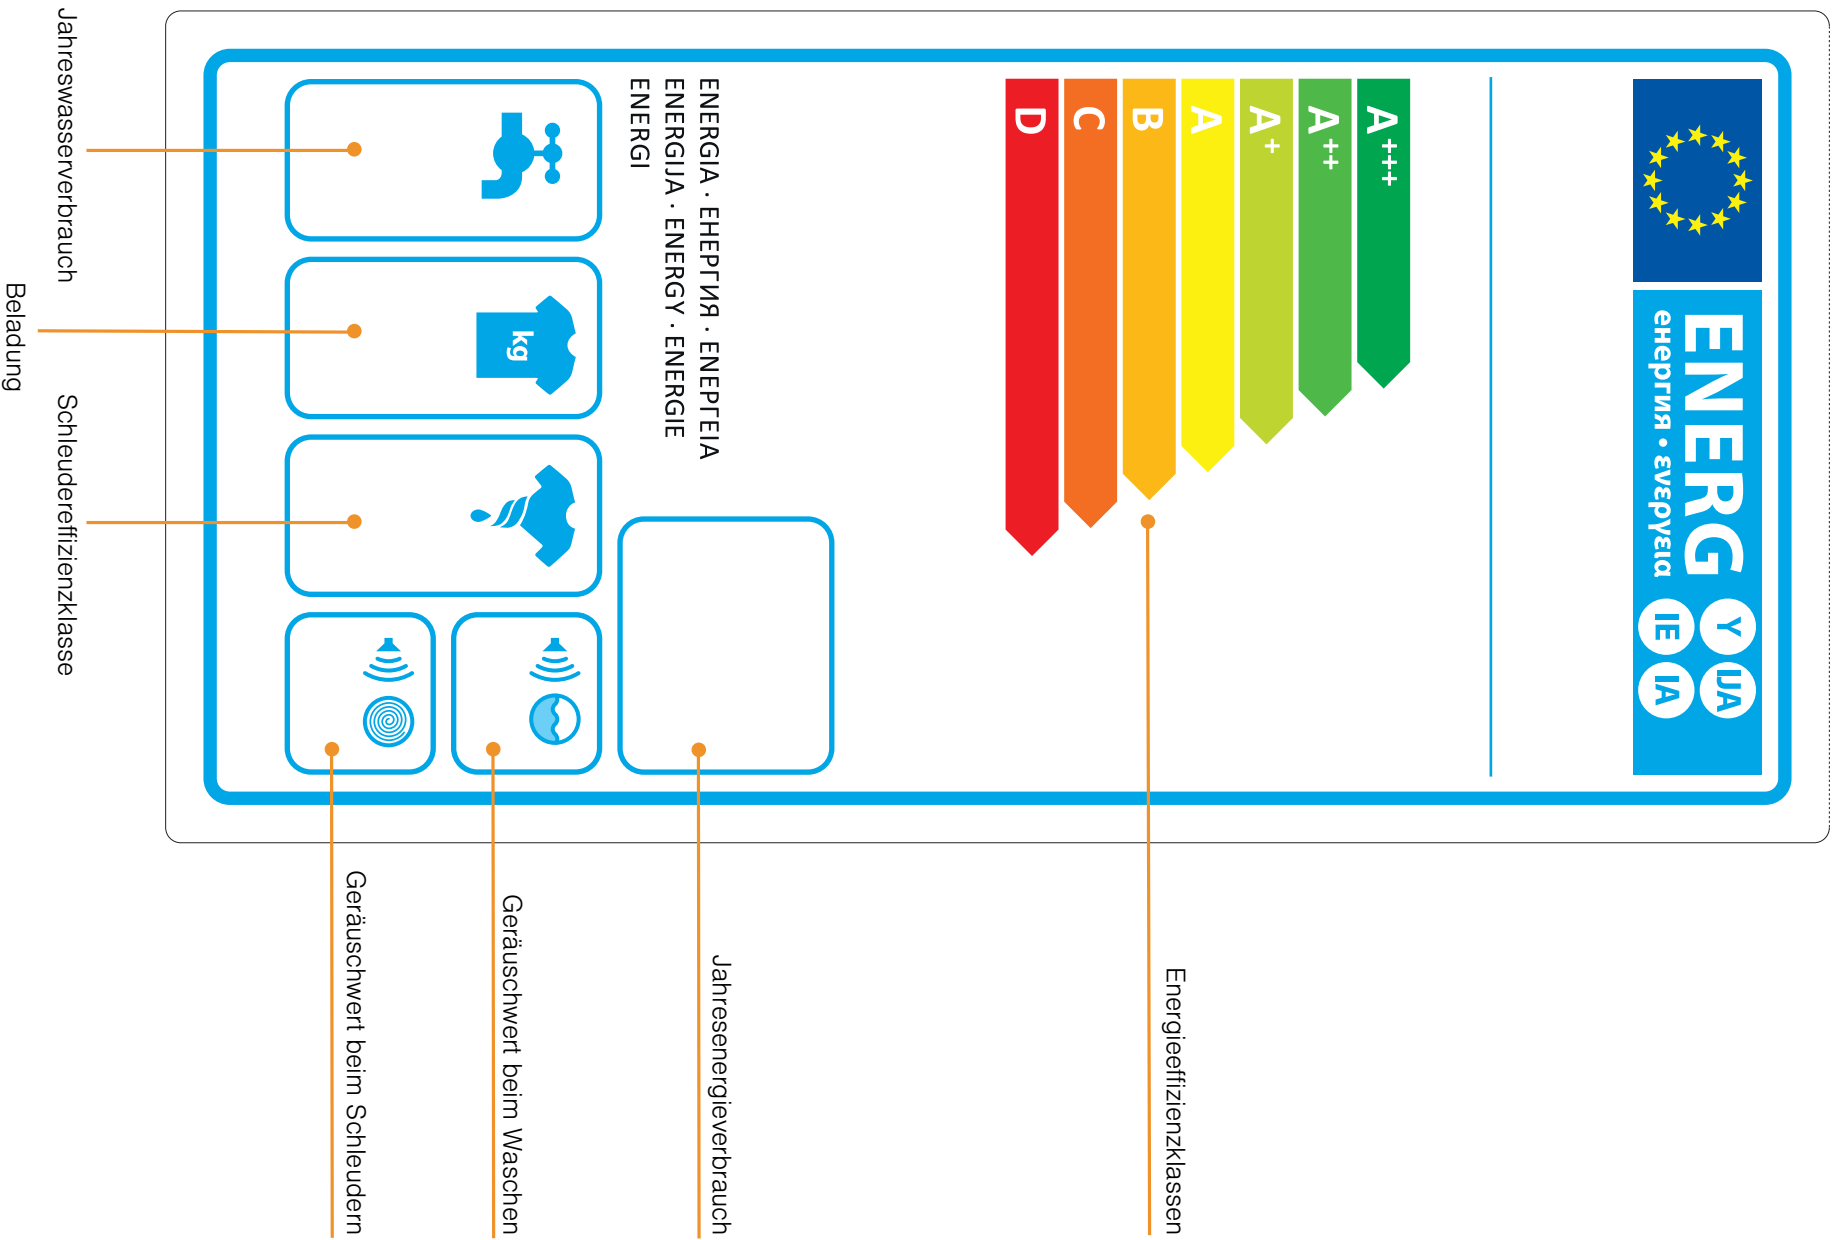 ENERG
енергия · ενεργεια
Y
IJA
IE
IA
A+++
A++
A+
A
B
C
D
Energieeffizienzklassen
Jahresenergieverbrauch
ENERGIA · ЕНЕРГИЯ · ΕΝΕΡΓΕΙΑ
ENERGIJA · ENERGY · ENERGIE
ENERGI
kg
Geräuschwert beim Waschen
Geräuschwert beim Schleudern
Jahreswasserverbrauch
Schleudereffizienzklasse
Beladung